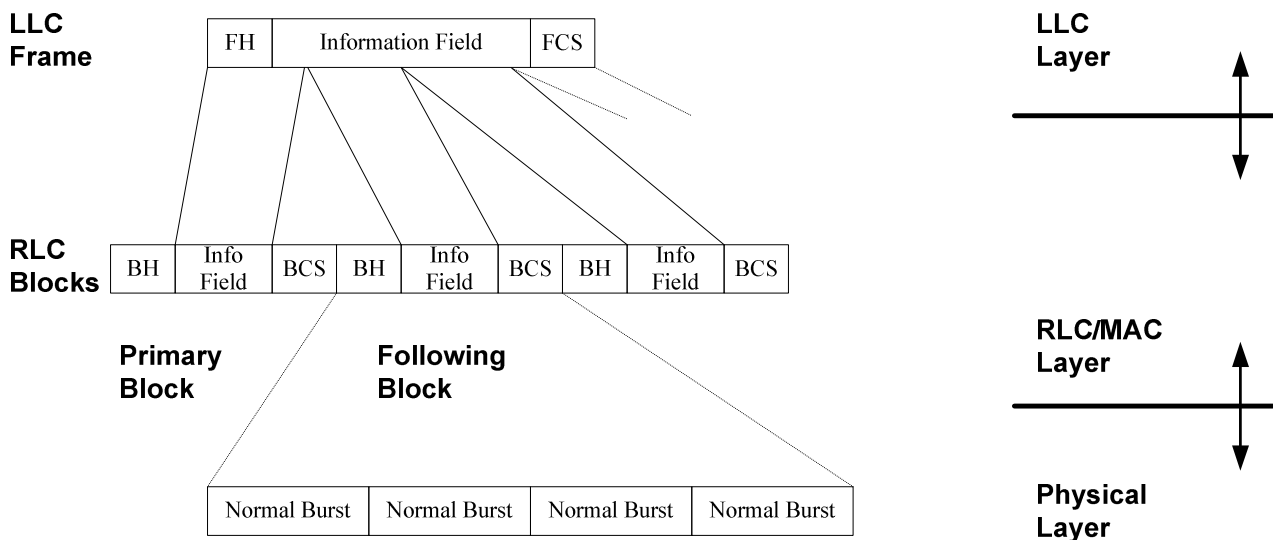 LLC
Frame
FH
Information Field
FCS
LLC
Layer
RLC
Blocks
BH
Info
Field
BCS
BH
Info
Field
BCS
BH
Info
Field
BCS
Primary
Block
Following
Block
RLC/MAC
Layer
Normal Burst
Normal Burst
Normal Burst
Normal Burst
Physical
Layer